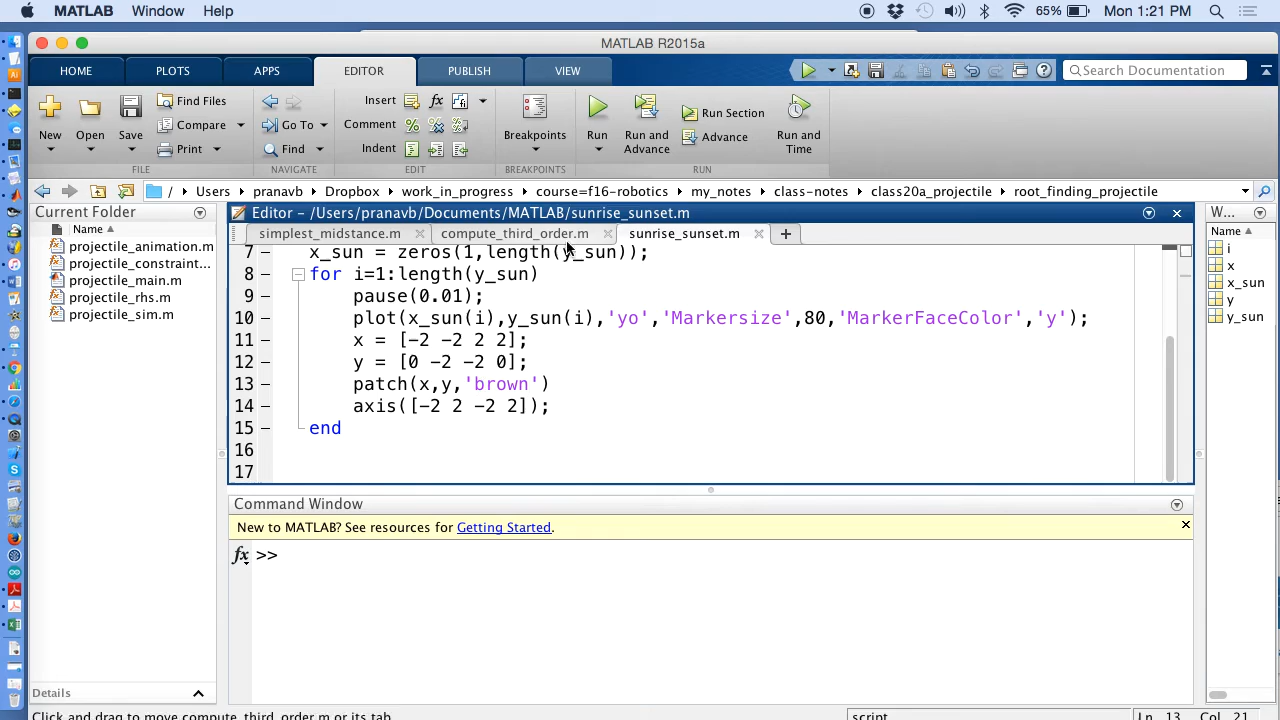 MATLAB Window Help 65% Mon 1:21 PM
MATLAB R2015a
HOME PLOTS APPS EDITOR PUBLISH VIEW Search Documentation
New Open Save Find Files Compare Print Insert Comment Indent Go To Find Breakpoints Run Run and Advance Run Section Advance Run and Time
FILE NAVIGATE EDIT BREAKPOINTS RUN
/ Users pranavb Dropbox work_in_progress course=f16-robotics my_notes class-notes class20a_projectile root_finding_projectile
Current Folder
Name
projectile_animation.m
projectile_constraint...
projectile_main.m
projectile_rhs.m
projectile_sim.m
Details
Editor – /Users/pranavb/Documents/MATLAB/sunrise_sunset.m
simplest_midstance.m compute_third_order.m sunrise_sunset.m
7 x_sun = zeros(1,length(y_sun));
8 for i=1:length(y_sun)
9 pause(0.01);
10 plot(x_sun(i),y_sun(i),'yo','Markersize',80,'MarkerFaceColor','y');
11 x = [-2 -2 2 2];
12 y = [0 -2 -2 0];
13 patch(x,y,'brown')
14 axis([-2 2 -2 2]);
15 end
16
17
Command Window
New to MATLAB? See resources for Getting Started.
fx >>
W...
Name
i
x
x_sun
y
y_sun
Click and drag to move compute_third_order.m or its tab... script Ln 13 Col 21